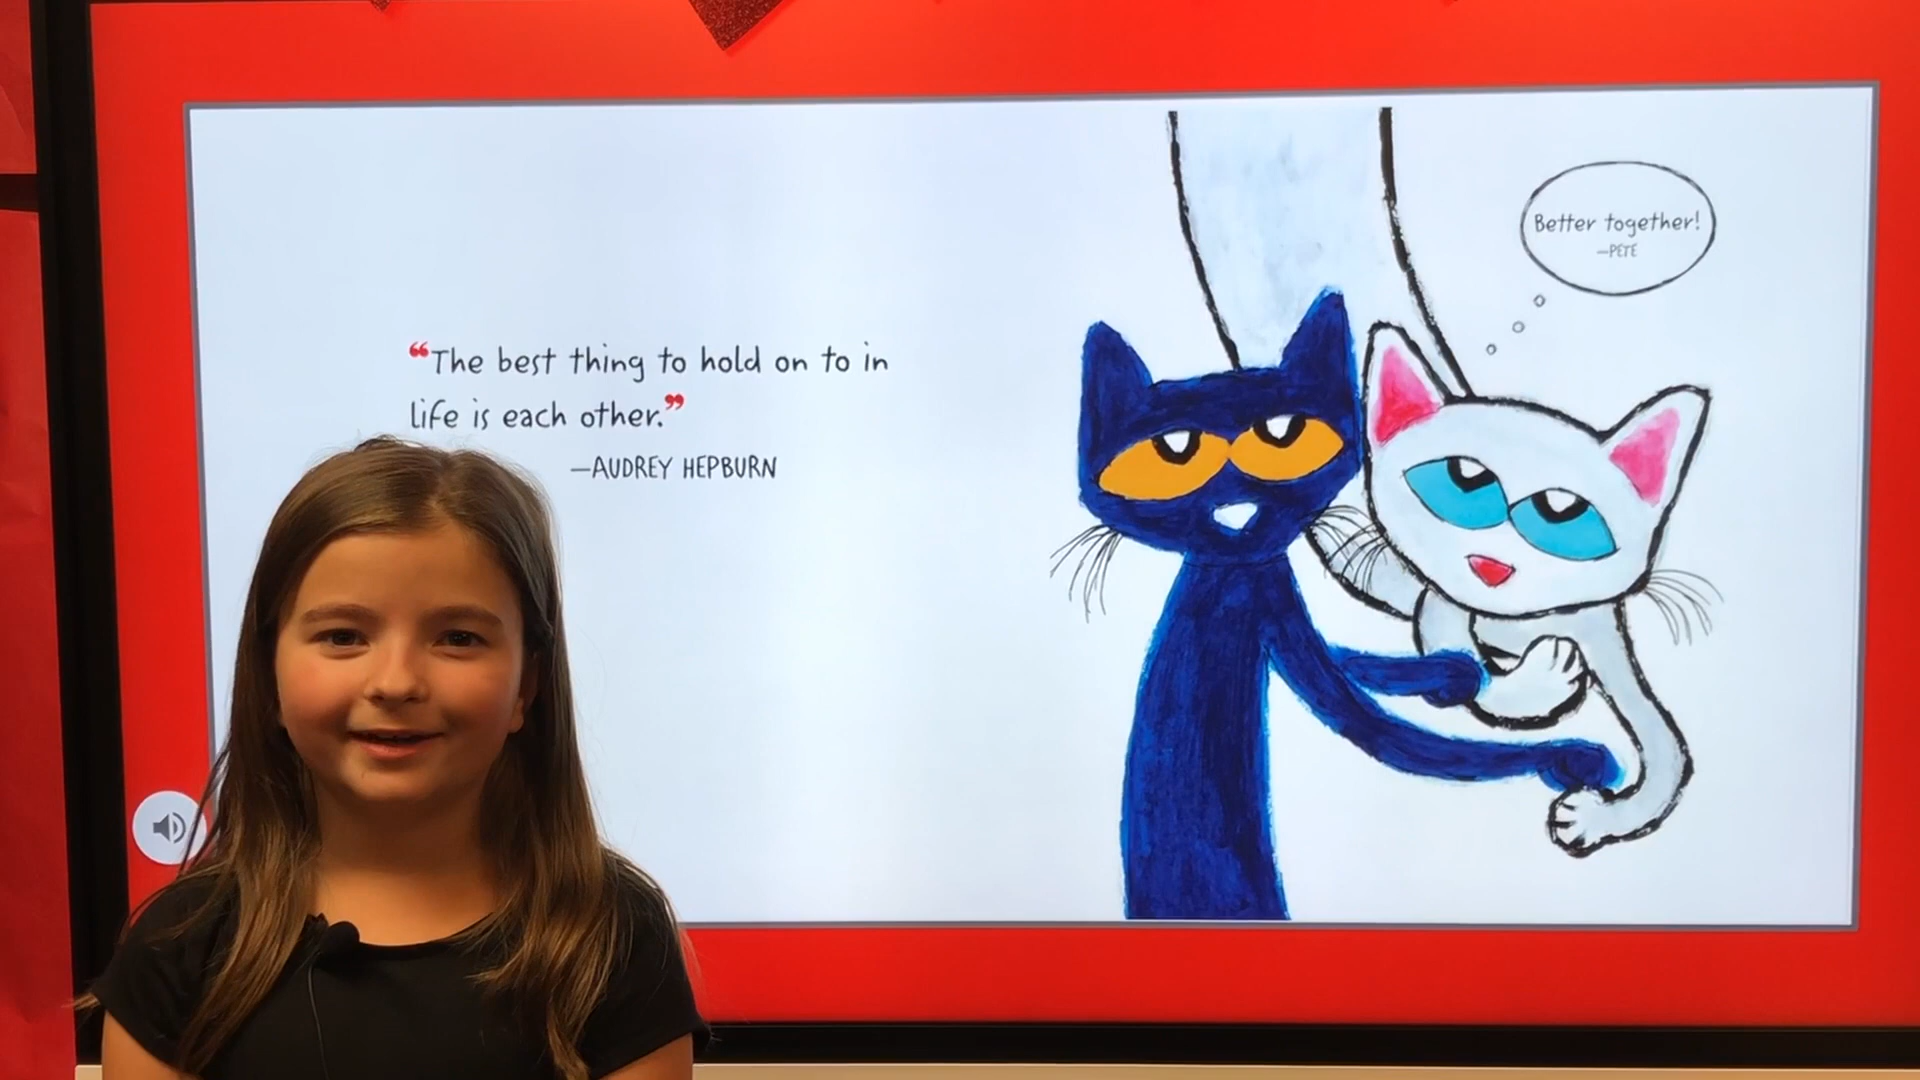 “The best thing to hold on to in
life is each other.”
—AUDREY HEPBURN
Better together!
—PETE